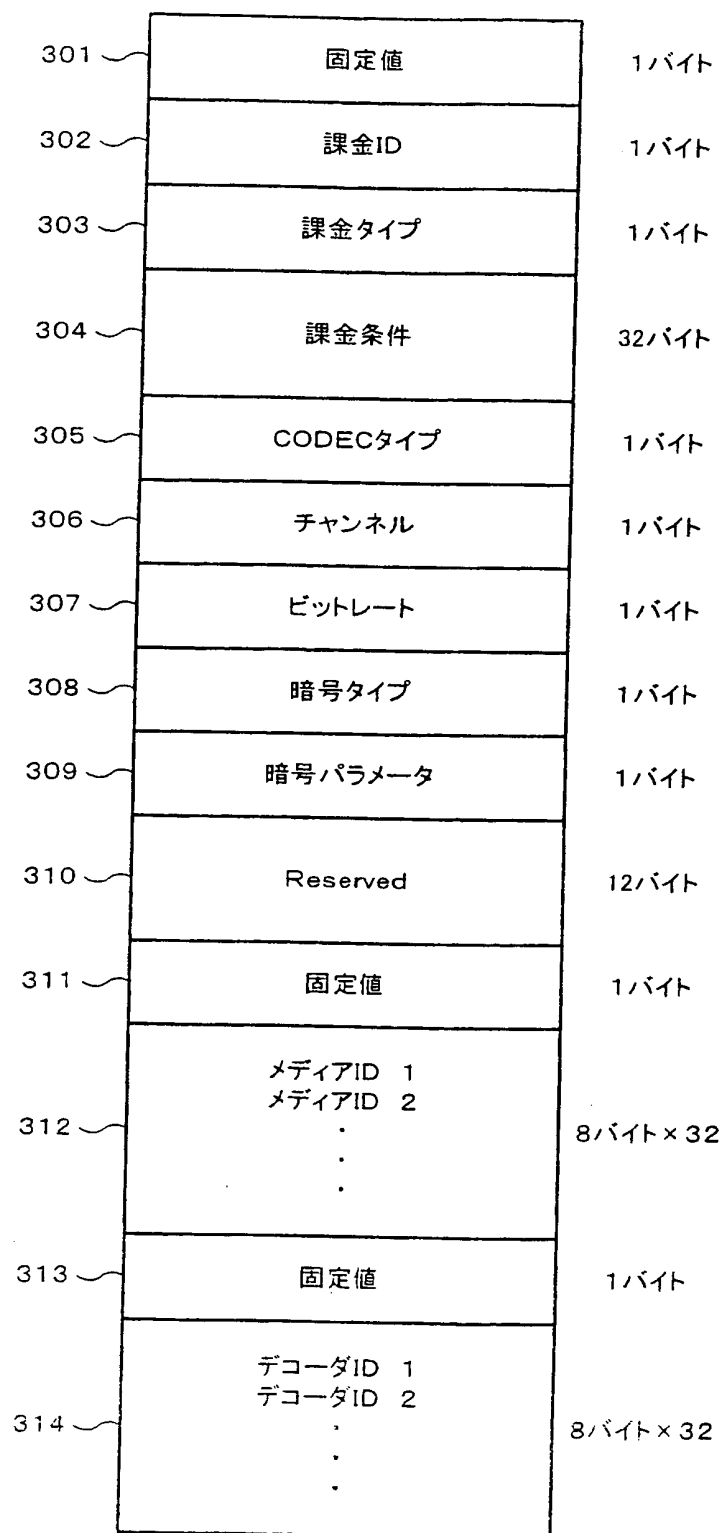 301 固定値 1バイト
302 課金ID 1バイト
303 課金タイプ 1バイト
304 課金条件 32バイト
305 CODECタイプ 1バイト
306 チャンネル 1バイト
307 ビットレート 1バイト
308 暗号タイプ 1バイト
309 暗号パラメータ 1バイト
310 Reserved 12バイト
311 固定値 1バイト
メディアID 1
メディアID 2
312 ・ 8バイト×32
・
・
313 固定値 1バイト
デコーダID 1
デコーダID 2
314 ・ 8バイト×32
・
・